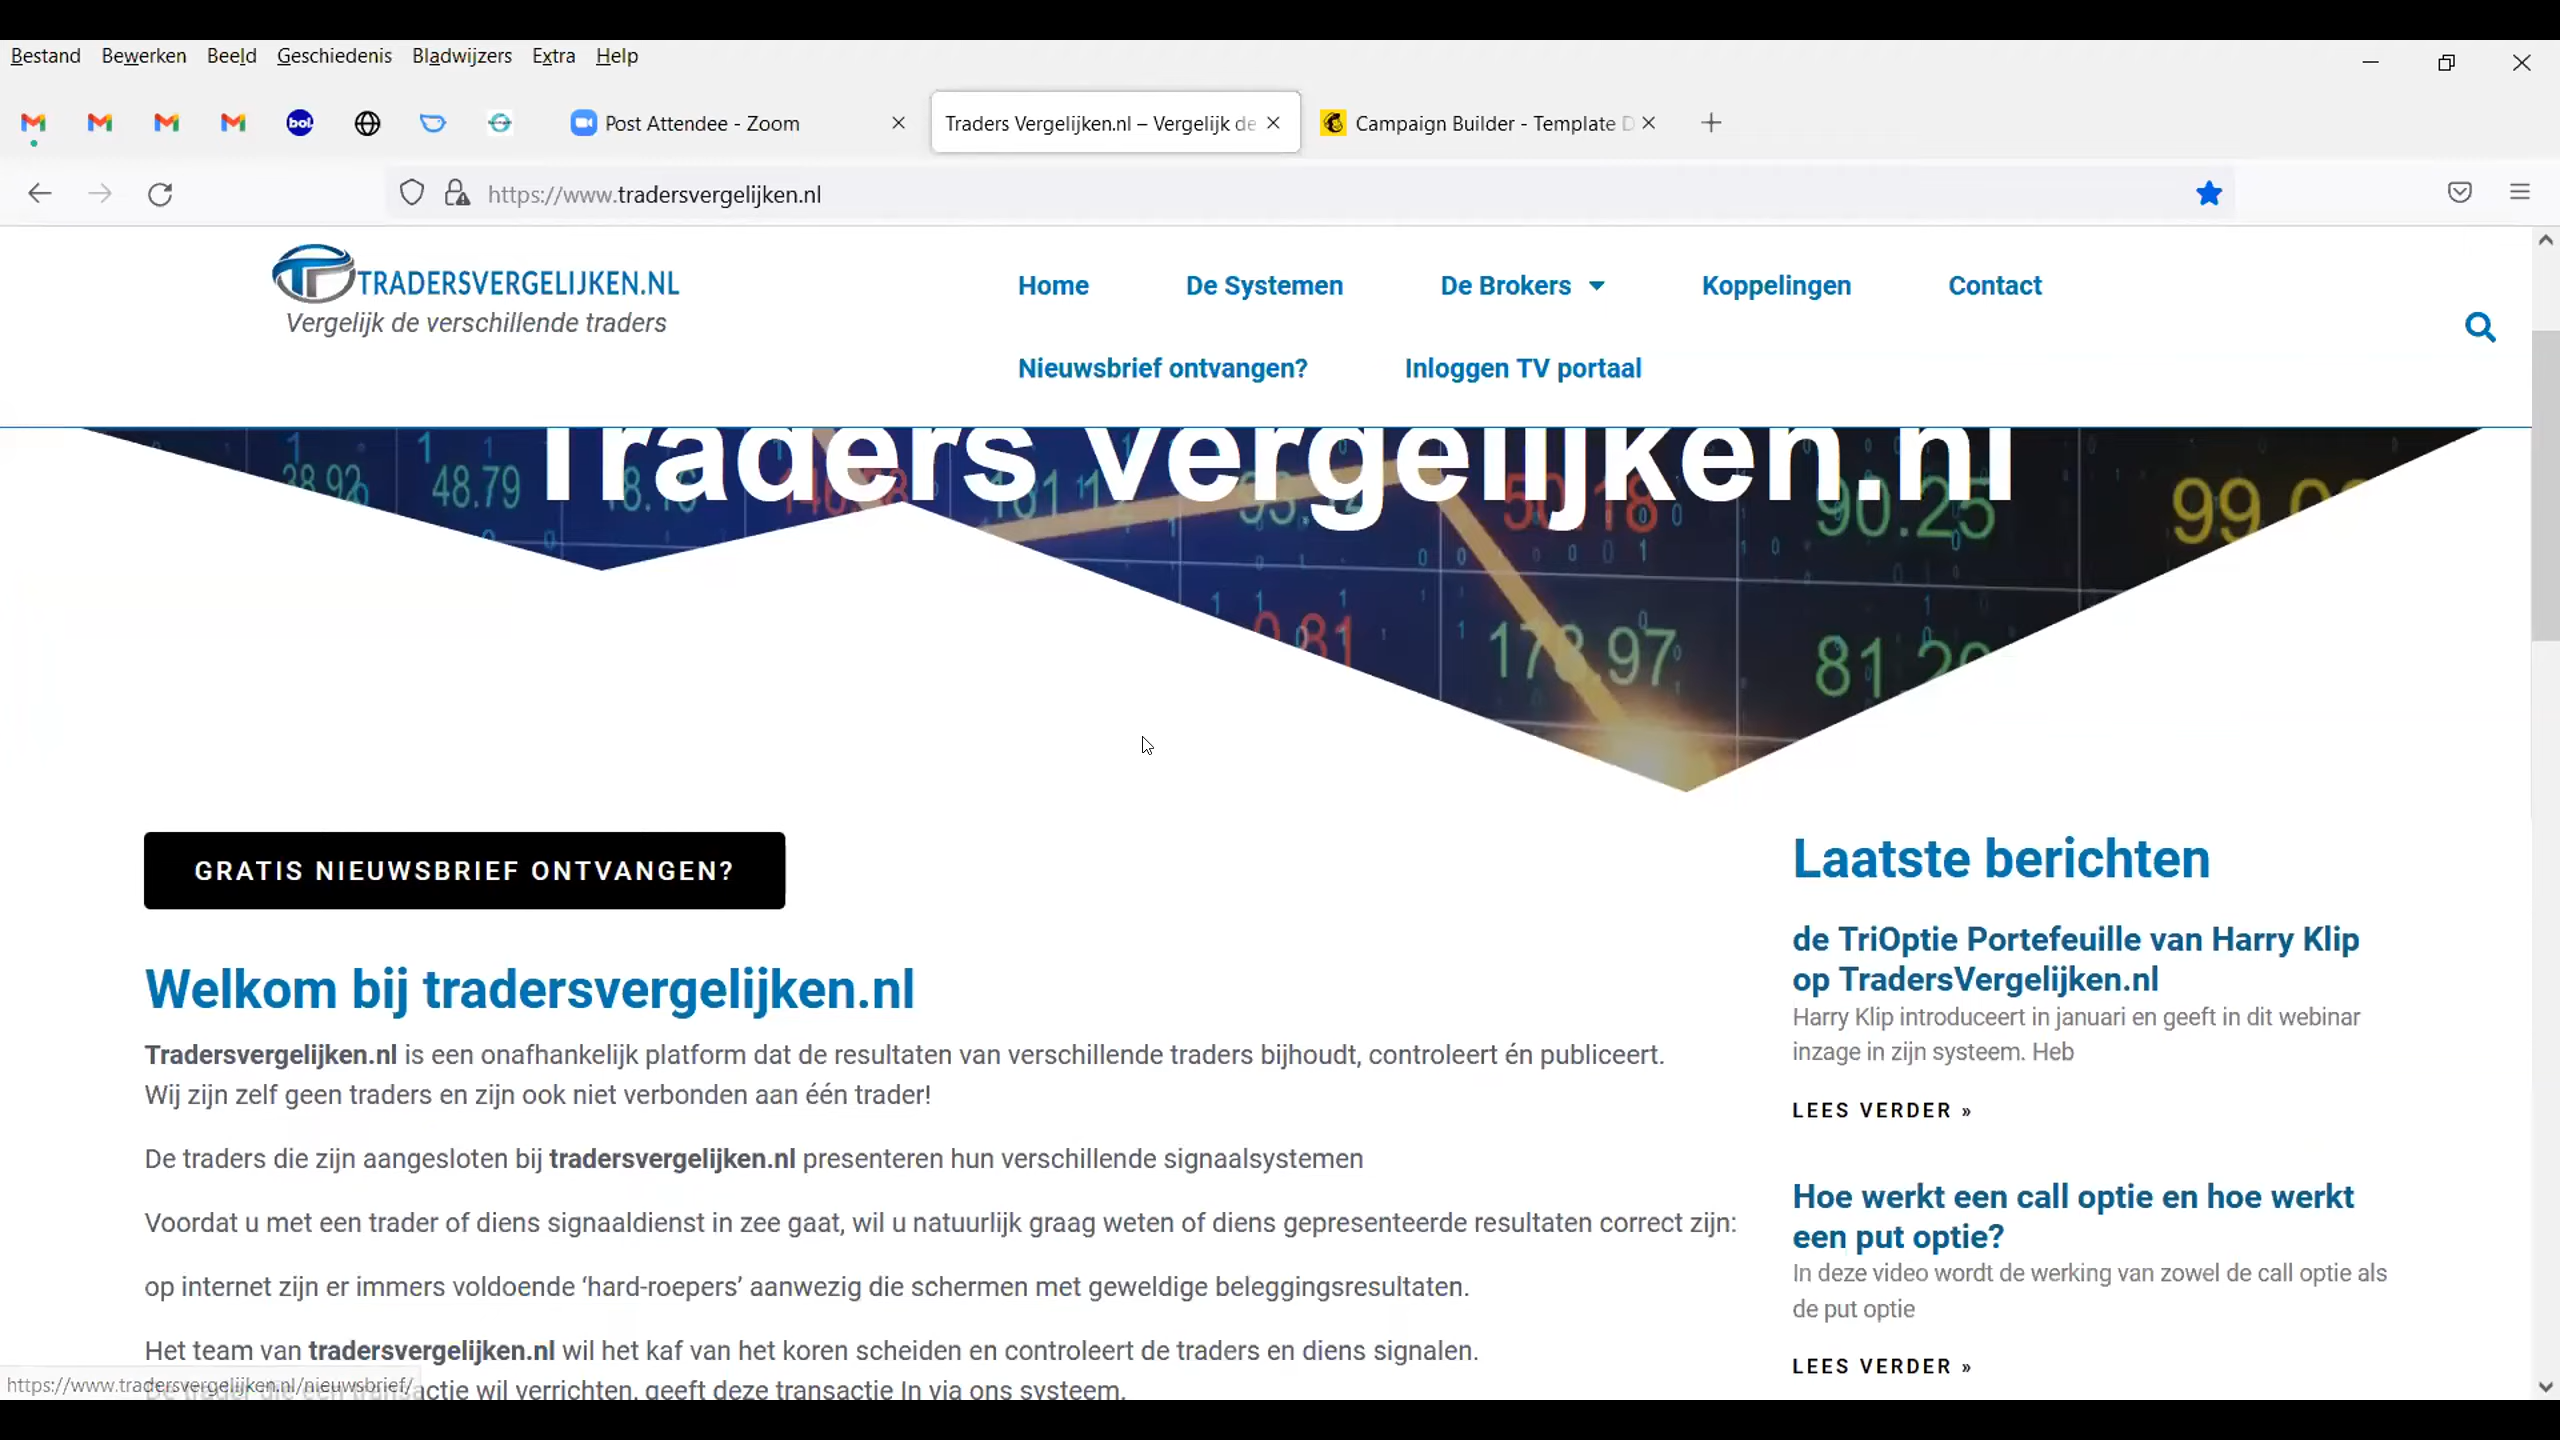 Bestand Bewerken Beeld Geschiedenis Bladwijzers Extra Help
bol. Post Attendee - Zoom Traders Vergelijken.nl – Vergelijk de Campaign Builder - Template D
https://www.tradersvergelijken.nl
TRADERSVERGELIJKEN.NL
Vergelijk de verschillende traders
Home De Systemen De Brokers Koppelingen Contact
Nieuwsbrief ontvangen? Inloggen TV portaal
Traders vergelijken.nl
38.92 48.79 50.18 90.25
81.20
GRATIS NIEUWSBRIEF ONTVANGEN?
Welkom bij tradersvergelijken.nl
Tradersvergelijken.nl is een onafhankelijk platform dat de resultaten van verschillende traders bijhoudt, controleert én publiceert.
Wij zijn zelf geen traders en zijn ook niet verbonden aan één trader!
De traders die zijn aangesloten bij tradersvergelijken.nl presenteren hun verschillende signaalsystemen
Voordat u met een trader of diens signaaldienst in zee gaat, wil u natuurlijk graag weten of diens gepresenteerde resultaten correct zijn:
op internet zijn er immers voldoende ‘hard-roepers’ aanwezig die schermen met geweldige beleggingsresultaten.
Het team van tradersvergelijken.nl wil het kaf van het koren scheiden en controleert de traders en diens signalen.
ctie wil verrichten, geeft deze transactie In via ons systeem.
https://www.tradersvergelijken.nl/nieuwsbrief/
Laatste berichten
de TriOptie Portefeuille van Harry Klip
op TradersVergelijken.nl
Harry Klip introduceert in januari en geeft in dit webinar
inzage in zijn systeem. Heb
LEES VERDER »
Hoe werkt een call optie en hoe werkt
een put optie?
In deze video wordt de werking van zowel de call optie als
de put optie
LEES VERDER »